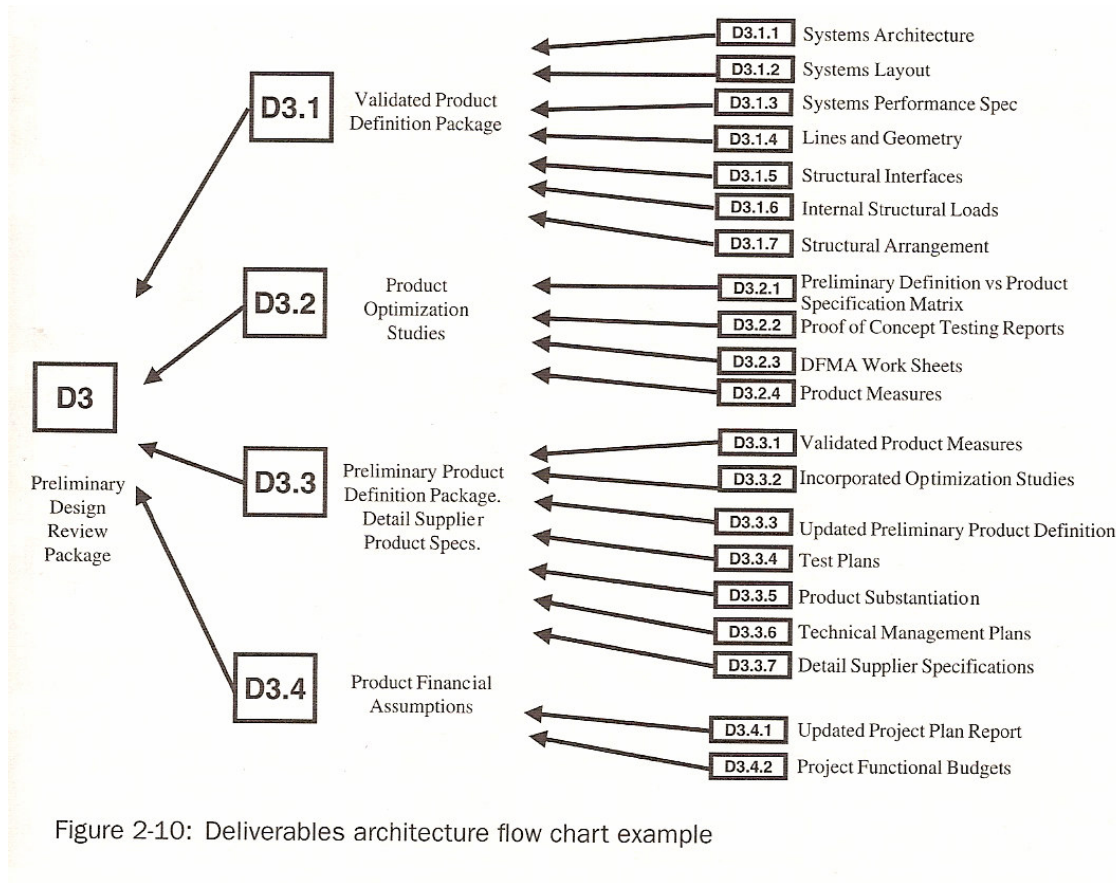 D3.1.1 Systems Architecture
D3.1.2 Systems Layout
D3.1 Validated Product
Definition Package
D3.1.3 Systems Performance Spec
D3.1.4 Lines and Geometry
D3.1.5 Structural Interfaces
D3.1.6 Internal Structural Loads
D3.1.7 Structural Arrangement
D3.2 Product
Optimization
Studies
D3.2.1 Preliminary Definition vs Product
Specification Matrix
D3.2.2 Proof of Concept Testing Reports
D3.2.3 DFMA Work Sheets
D3.2.4 Product Measures
D3
Preliminary
Design
Review
Package
D3.3 Preliminary Product
Definition Package.
Detail Supplier
Product Specs.
D3.3.1 Validated Product Measures
D3.3.2 Incorporated Optimization Studies
D3.3.3 Updated Preliminary Product Definition
D3.3.4 Test Plans
D3.3.5 Product Substantiation
D3.3.6 Technical Management Plans
D3.3.7 Detail Supplier Specifications
D3.4 Product Financial
Assumptions
D3.4.1 Updated Project Plan Report
D3.4.2 Project Functional Budgets
Figure 2-10: Deliverables architecture flow chart example